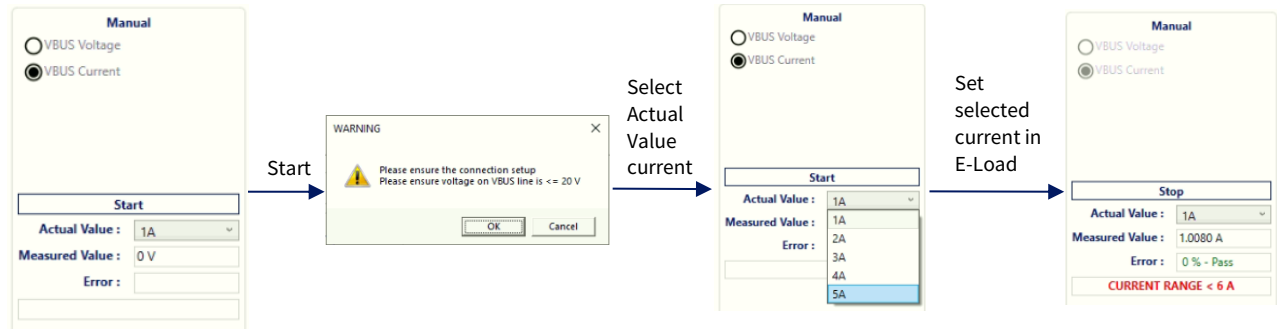 Manual
VBUS Voltage
VBUS Current
Start
Actual Value : 1A
Measured Value : 0 V
Error :
Start
WARNING
Please ensure the connection setup
Please ensure voltage on VBUS line is <= 20 V
OK Cancel
Select
Actual
Value
current
Manual
VBUS Voltage
VBUS Current
Start
Actual Value : 1A
Measured Value : 1A
2A
Error :
3A
4A
5A
Set
selected
current in
E-Load
Manual
VBUS Voltage
VBUS Current
Stop
Actual Value : 1A
Measured Value : 1.0080 A
Error : 0 % - Pass
CURRENT RANGE < 6 A